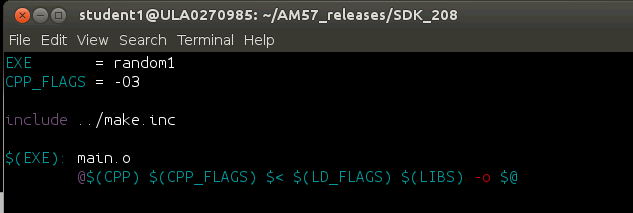 student1@ULA0270985: ~/AM57_releases/SDK_208
File Edit View Search Terminal Help
EXE = random1
CPP_FLAGS = -O3
include ../make.inc
$(EXE): main.o
@$(CPP) $(CPP_FLAGS) $< $(LD_FLAGS) $(LIBS) -o $@